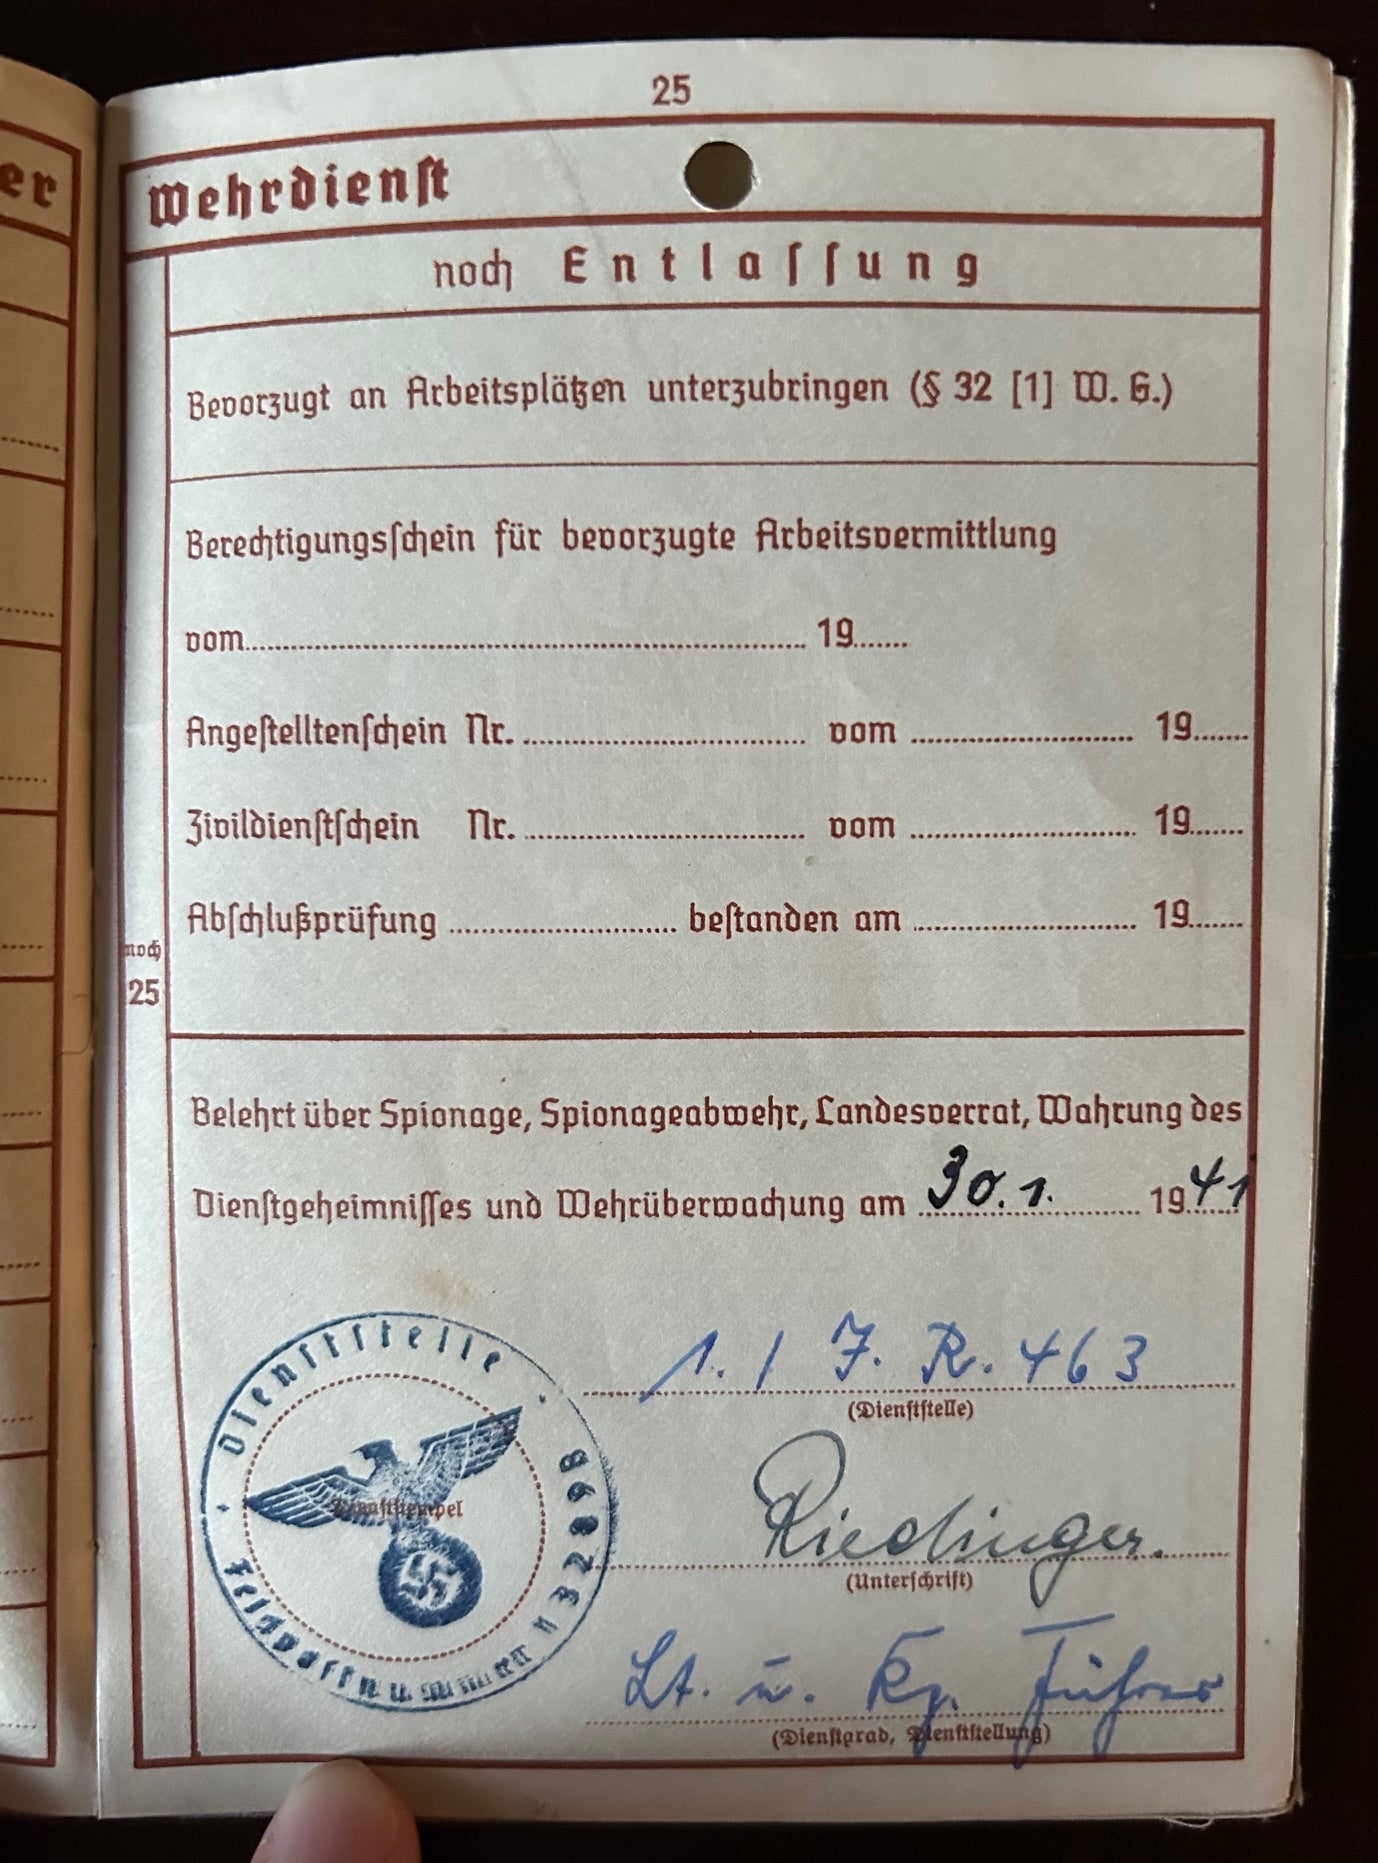 25
er
Wehrdienſt
noch Entlaſſung
Bevorzugt an Arbeitsplätzen unterzubringen (§ 32 [1] W. G.)
Berechtigungsſchein für bevorzugte Arbeitsvermittlung
vom........ 19....
Angeſtelltenſchein Nr. ........ vom ........ 19....
Zivildienſtſchein Nr. ........ vom ........ 19....
Abſchlußprüfung ........ beſtanden am ........ 19....
noch
25
Belehrt über Spionage, Spionageabwehr, Landesverrat, Wahrung des
Dienſtgeheimniſſes und Wehrüberwachung am 30.1. 1941
1. / J. R. 463
(Dienſtſtelle)
Riedinger.
(Unterſchrift)
Lt. u. Kp. Führer
(Dienſtgrad, Dienſtſtellung)
Dienſtſtempel
· Dienſtſtelle ·
Feldpoſtnummer 32898